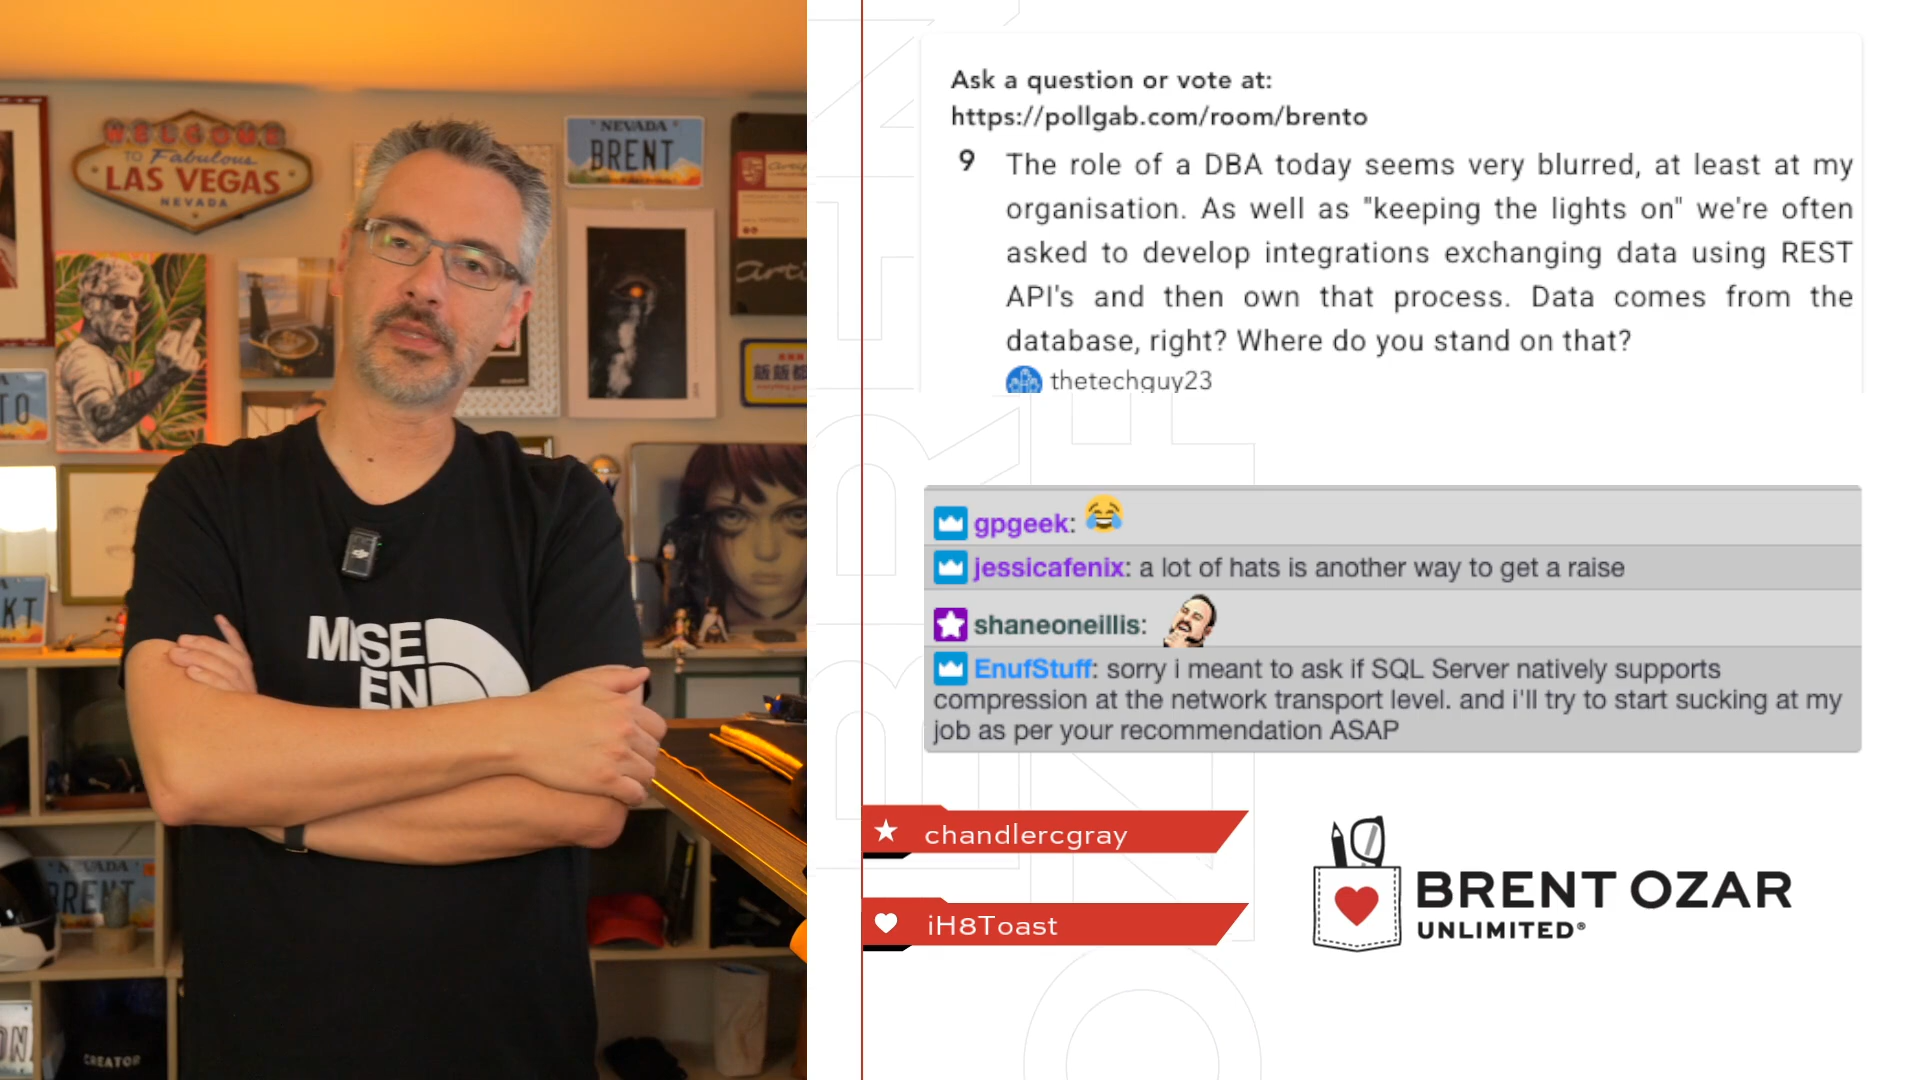 WELCOME
TO Fabulous
LAS VEGAS
NEVADA
NEVADA
BRENT
NEVADA
BRENT
CREATOR
MISE
EN
Ask a question or vote at:
https://pollgab.com/room/brento
9 The role of a DBA today seems very blurred, at least at my
organisation. As well as "keeping the lights on" we're often
asked to develop integrations exchanging data using REST
API's and then own that process. Data comes from the
database, right? Where do you stand on that?
thetechguy23
gpgeek: 😂
jessicafenix: a lot of hats is another way to get a raise
shaneoneillis:
EnufStuff: sorry i meant to ask if SQL Server natively supports
compression at the network transport level. and i'll try to start sucking at my
job as per your recommendation ASAP
chandlercgray
iH8Toast
BRENT OZAR
UNLIMITED®